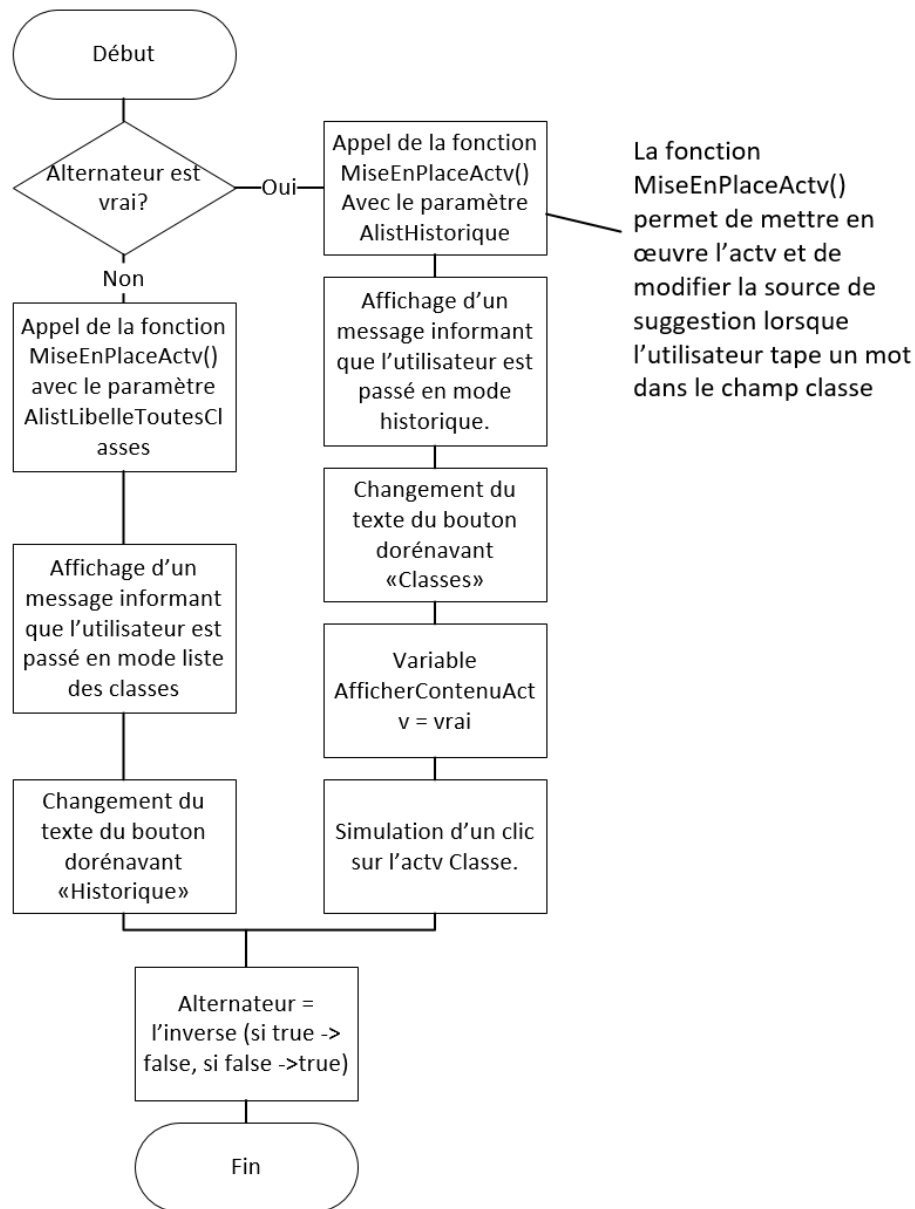 Début
Alternateur est
vrai?
Oui
Appel de la fonction
MiseEnPlaceActv()
Avec le paramètre
AlistHistorique
La fonction
MiseEnPlaceActv()
permet de mettre en
œuvre l’actv et de
modifier la source de
suggestion lorsque
l’utilisateur tape un mot
dans le champ classe
Non
Appel de la fonction
MiseEnPlaceActv()
avec le paramètre
AlistLibelleToutesCl
asses
Affichage d’un
message informant
que l’utilisateur est
passé en mode liste
des classes
Changement du
texte du bouton
dorénavant
«Historique»
Affichage d’un
message informant
que l’utilisateur est
passé en mode
historique.
Changement du
texte du bouton
dorénavant
«Classes»
Variable
AfficherContenuAct
v = vrai
Simulation d’un clic
sur l’actv Classe.
Alternateur =
l’inverse (si true ->
false, si false ->true)
Fin